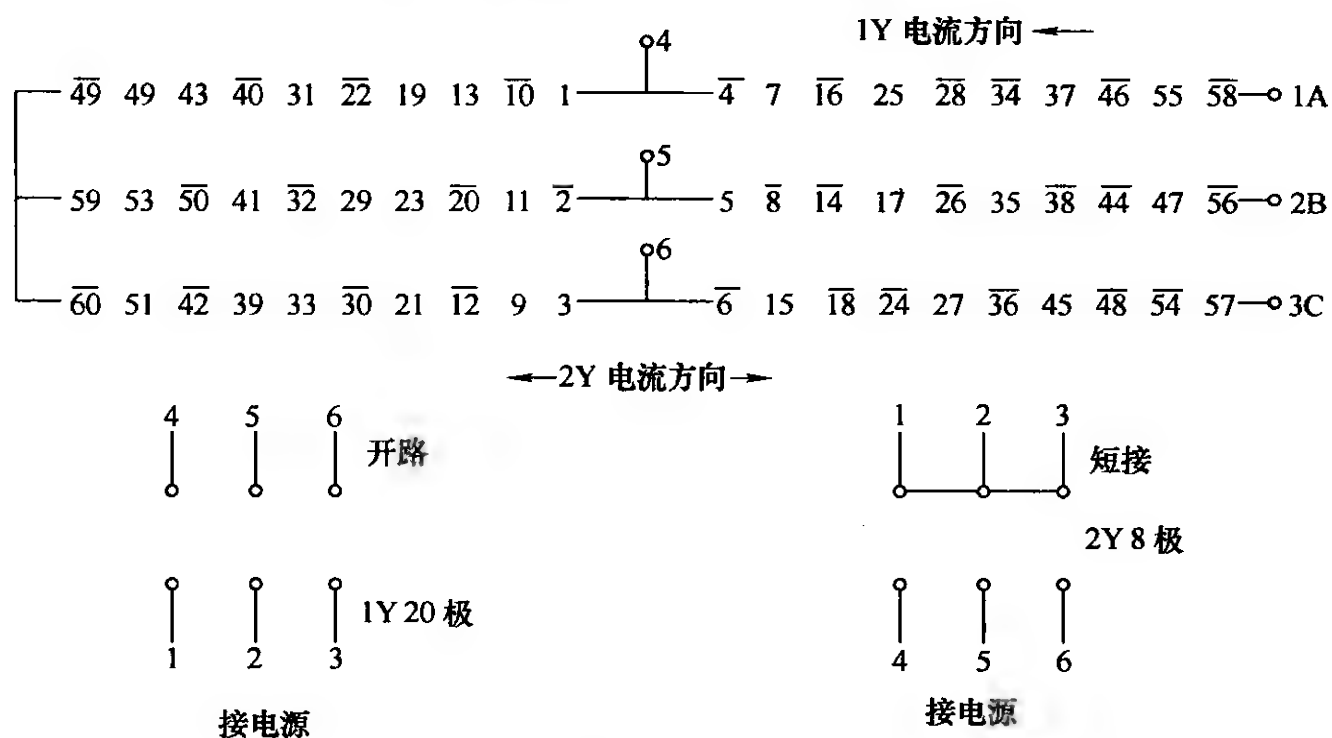 4
1Y 电流方向 ←
4̅9̅ 49 43 4̅0̅ 31 2̅2̅ 19 13 1̅0̅ 1 4̅ 7 1̅6̅ 25 2̅8̅ 3̅4̅ 37 4̅6̅ 55 5̅8̅ 1A
5
59 53 5̅0̅ 41 3̅2̅ 29 23 2̅0̅ 11 2̅ 5 8̅ 1̅4̅ 17 2̅6̅ 35 3̅8̅ 4̅4̅ 47 5̅6̅ 2B
6
6̅0̅ 51 4̅2̅ 39 33 3̅0̅ 21 1̅2̅ 9 3 6̅ 15 1̅8̅ 2̅4̅ 27 3̅6̅ 45 4̅8̅ 5̅4̅ 57 3C
←2Y 电流方向→
4 5 6
开路
1Y 20 极
1 2 3
接电源
1 2 3
短接
2Y 8 极
4 5 6
接电源